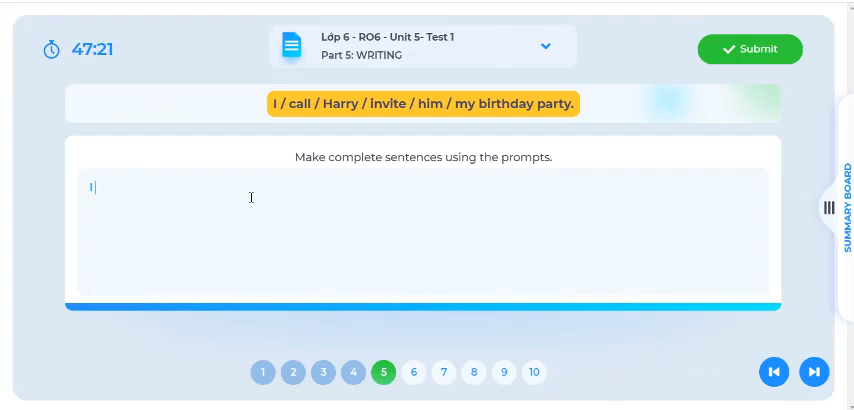 47:21
Lớp 6 - RO6 - Unit 5- Test 1
Part 5: WRITING
Submit
I / call / Harry / invite / him / my birthday party.
Make complete sentences using the prompts.
I
SUMMARY BOARD
1 2 3 4 5 6 7 8 9 10